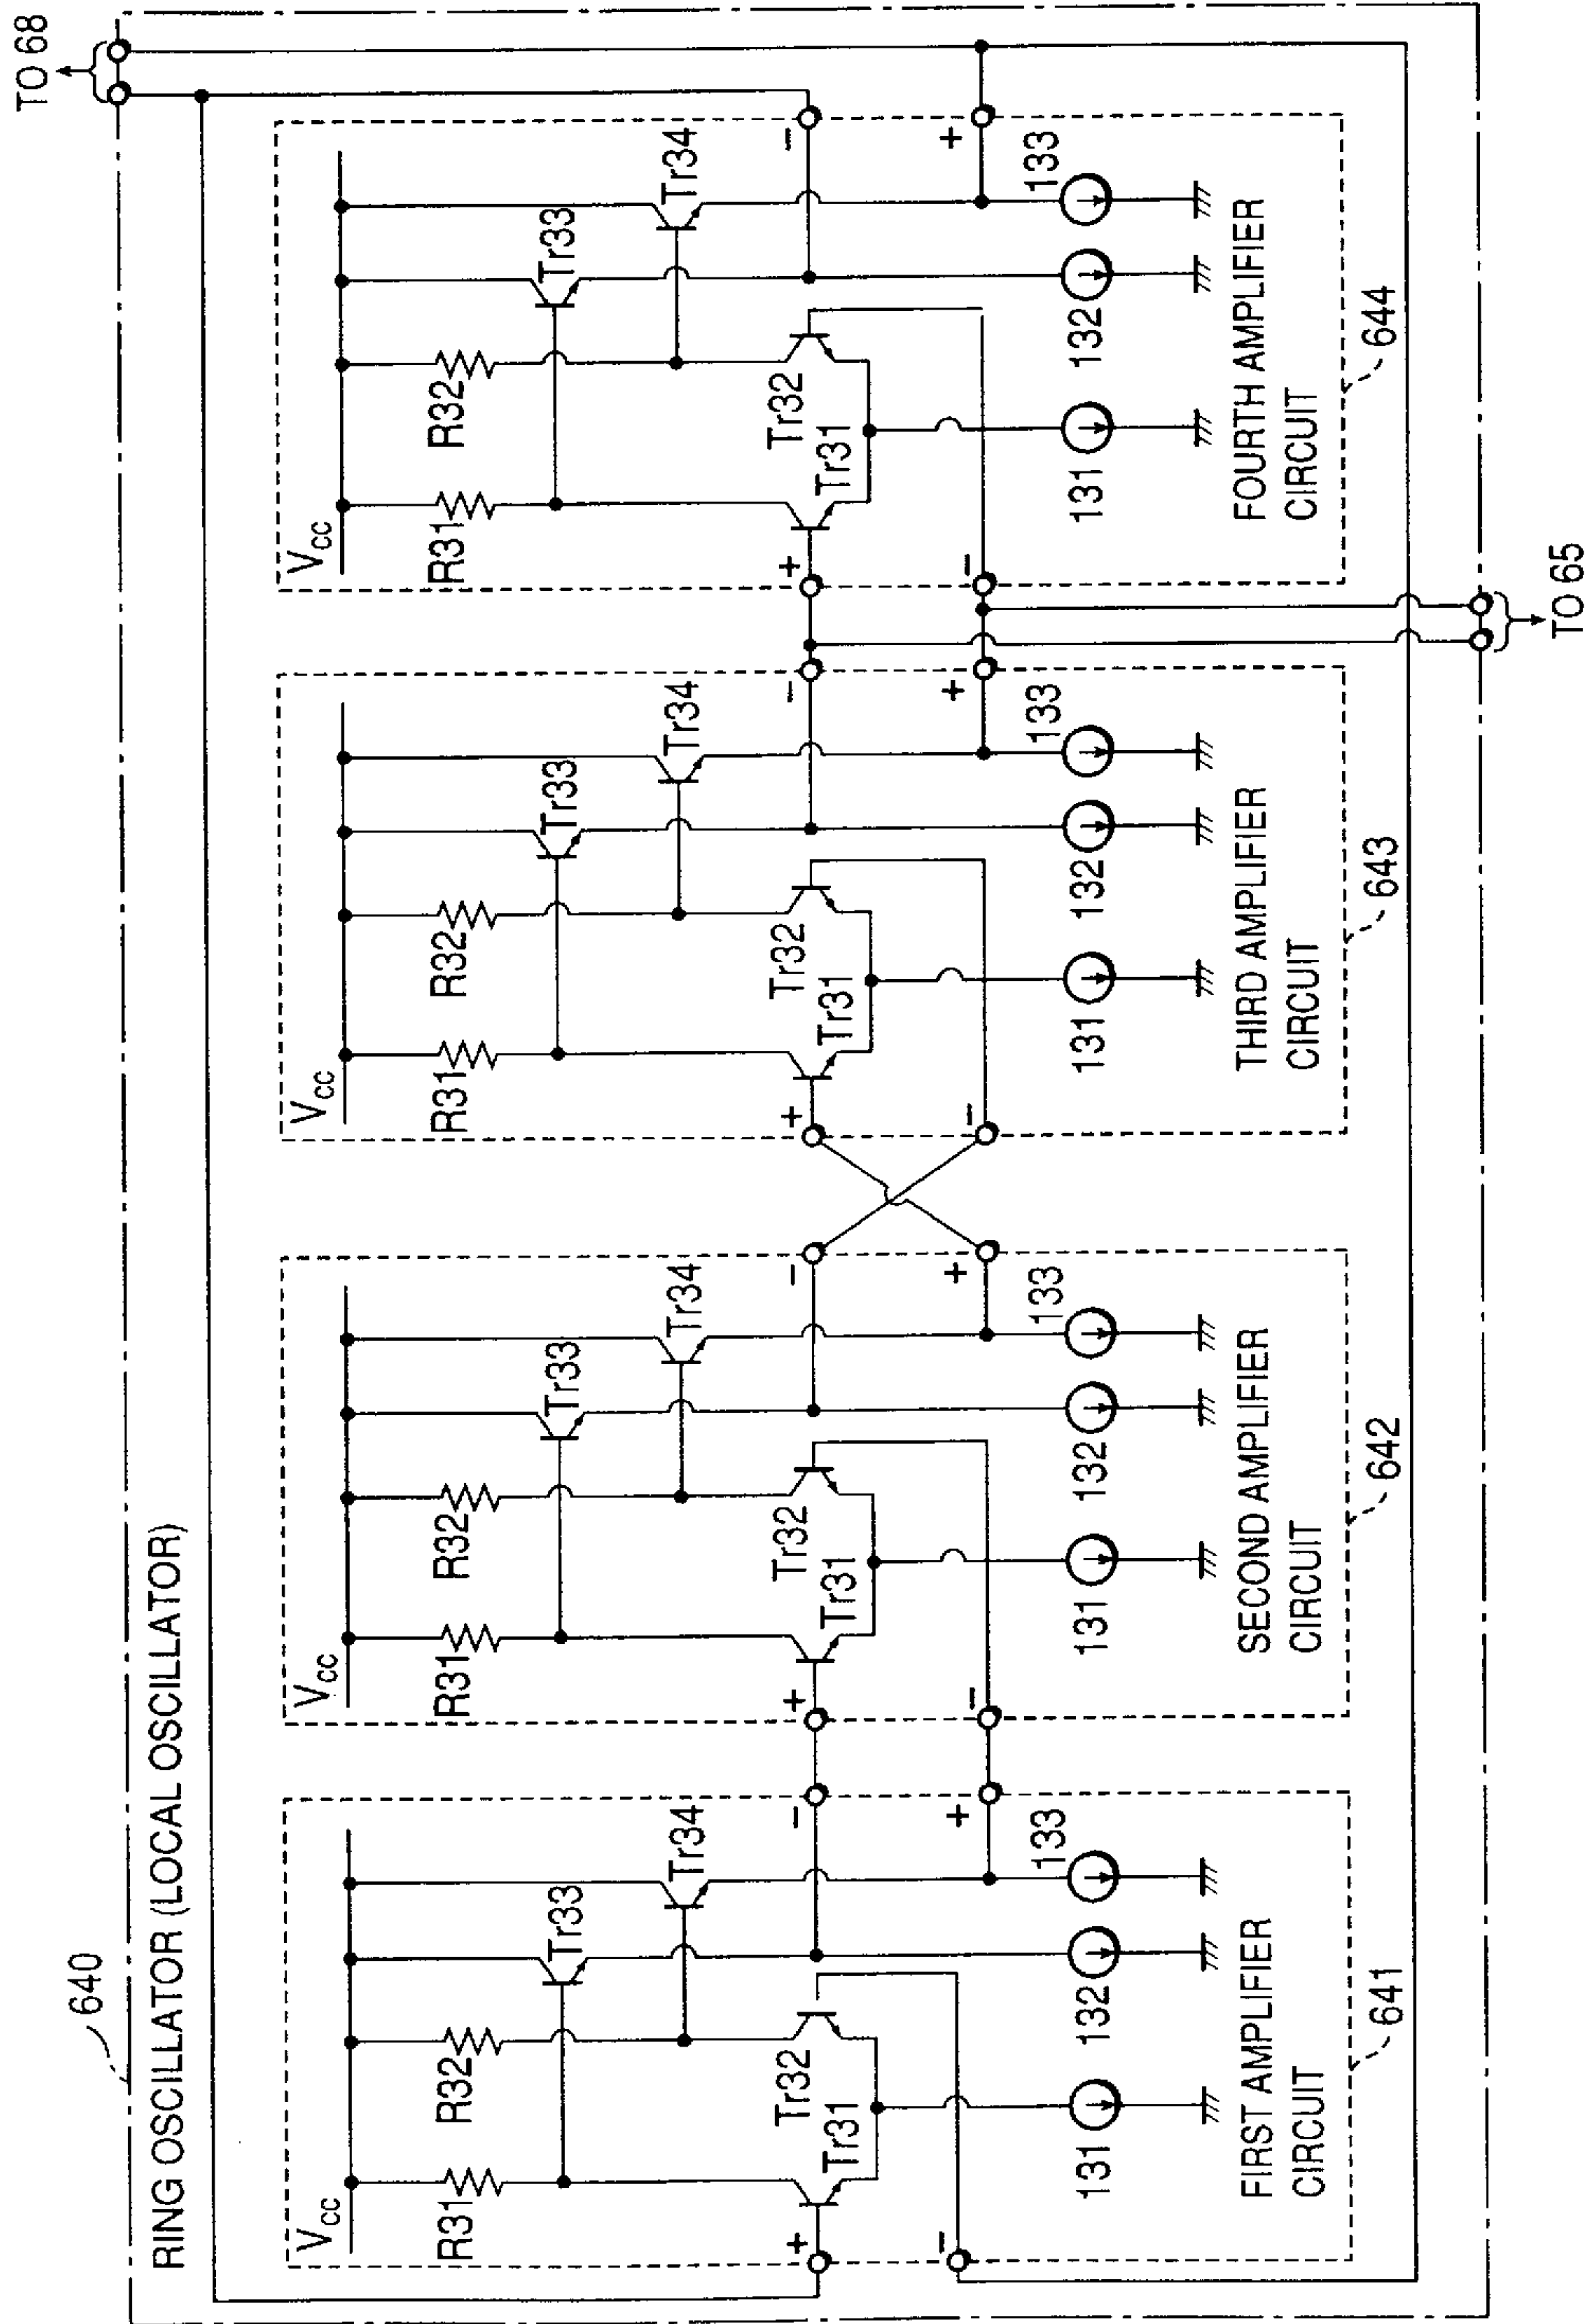 640
RING OSCILLATOR (LOCAL OSCILLATOR)
TO 68
VCC
R31
R32
Tr33
Tr34
Tr32
Tr31
+
−
−
+
131
132
133
FIRST AMPLIFIER
CIRCUIT
641
VCC
R31
R32
Tr33
Tr34
Tr32
Tr31
+
−
−
+
131
132
133
SECOND AMPLIFIER
CIRCUIT
642
VCC
R31
R32
Tr33
Tr34
Tr32
Tr31
+
−
−
+
131
132
133
THIRD AMPLIFIER
CIRCUIT
643
VCC
R31
R32
Tr33
Tr34
Tr32
Tr31
+
−
−
+
131
132
133
FOURTH AMPLIFIER
CIRCUIT
644
TO 65